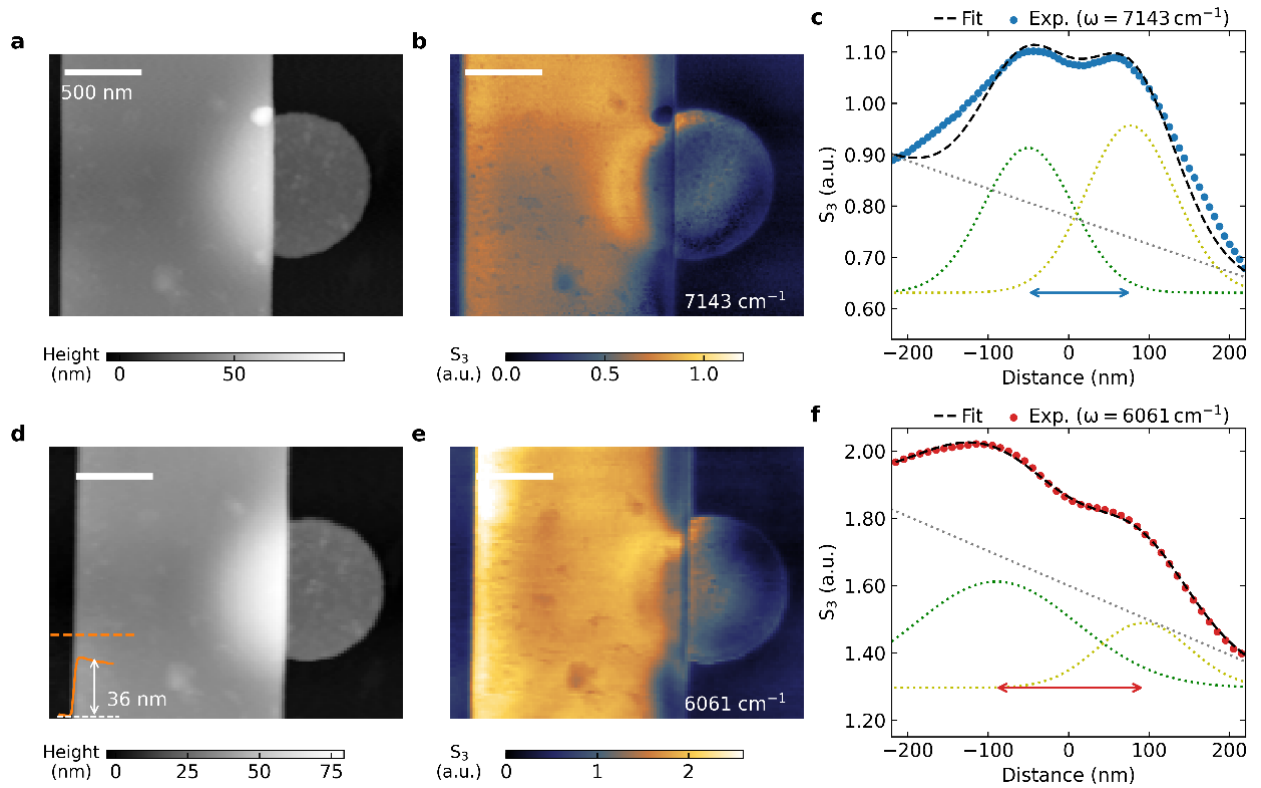 a
500 nm
Height
(nm)
0
50
b
7143 cm⁻¹
S₃
(a.u.)
0.0
0.5
1.0
c
Fit
Exp. (ω = 7143 cm⁻¹)
S₃ (a.u.)
1.10
1.00
0.90
0.80
0.70
0.60
−200
−100
0
100
200
Distance (nm)
d
36 nm
Height
(nm)
0
25
50
75
e
6061 cm⁻¹
S₃
(a.u.)
0
1
2
f
Fit
Exp. (ω = 6061 cm⁻¹)
S₃ (a.u.)
2.00
1.80
1.60
1.40
1.20
−200
−100
0
100
200
Distance (nm)